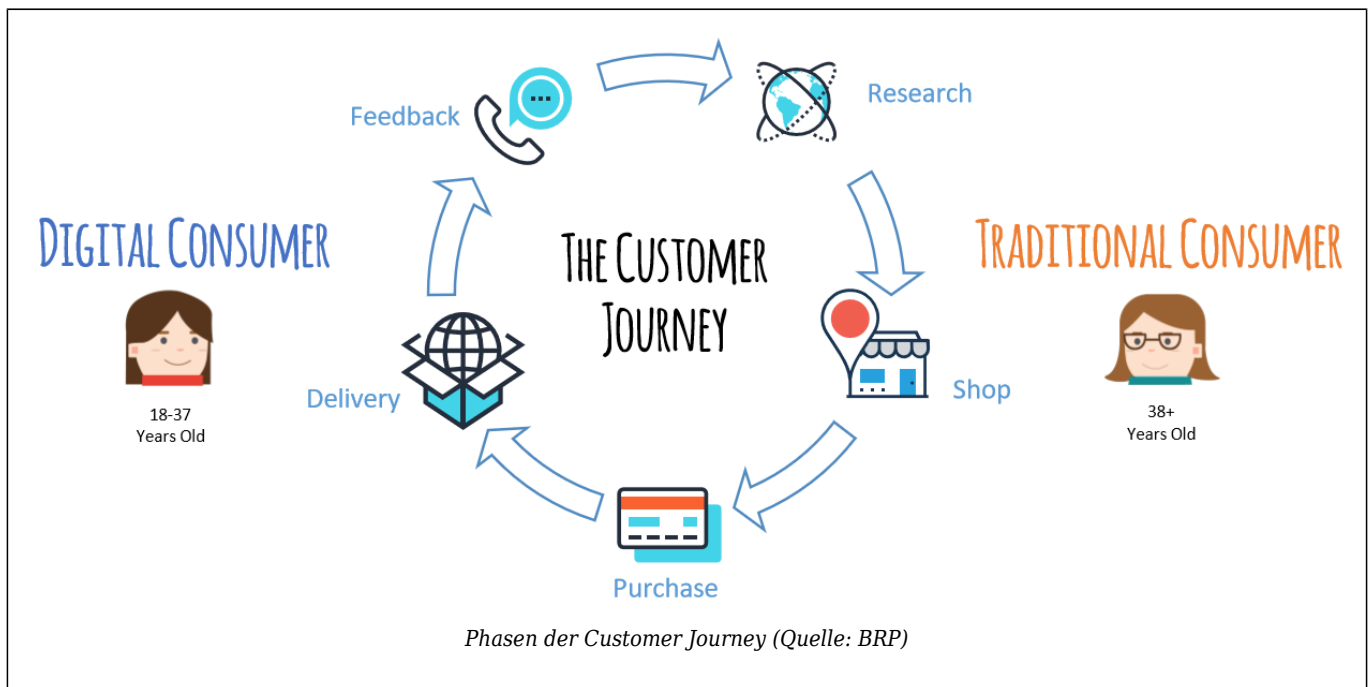 Feedback
Research
DIGITAL CONSUMER
THE CUSTOMER
JOURNEY
TRADITIONAL CONSUMER
Delivery
Shop
18-37
Years Old
38+
Years Old
Purchase
Phasen der Customer Journey (Quelle: BRP)